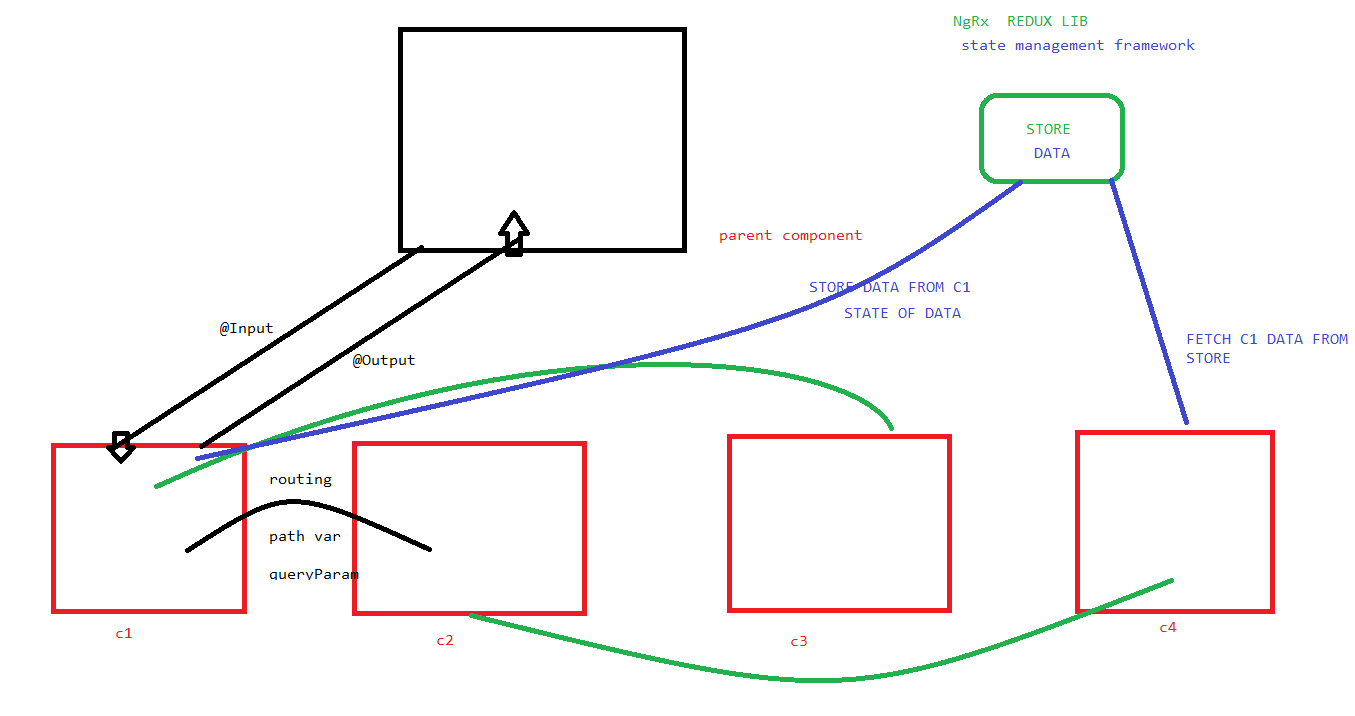 NgRx REDUX LIB
state management framework
STORE
DATA
parent component
STORE DATA FROM C1
STATE OF DATA
@Input
@Output
FETCH C1 DATA FROM
STORE
routing
path var
queryParam
c1
c2
c3
c4